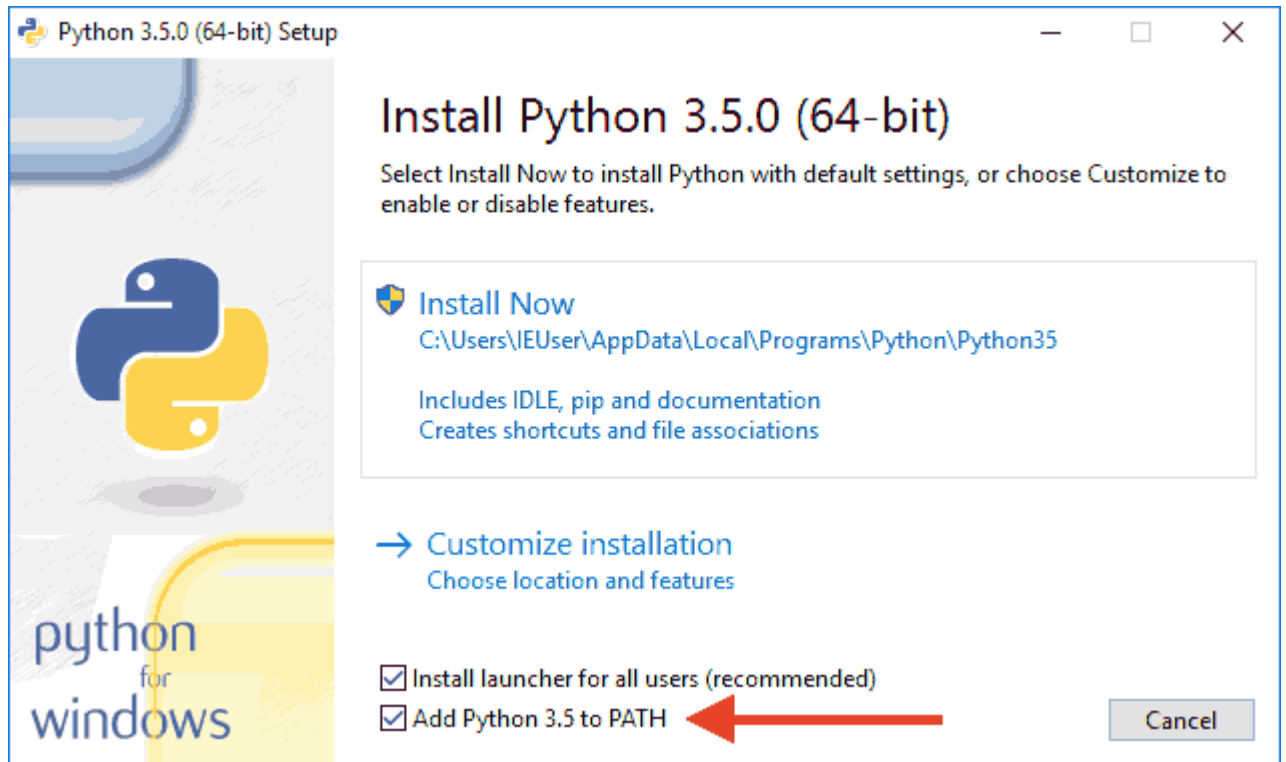 Python 3.5.0 (64-bit) Setup
Install Python 3.5.0 (64-bit)
Select Install Now to install Python with default settings, or choose Customize to
enable or disable features.
Install Now
C:\Users\IEUser\AppData\Local\Programs\Python\Python35
Includes IDLE, pip and documentation
Creates shortcuts and file associations
Customize installation
Choose location and features
Install launcher for all users (recommended)
Add Python 3.5 to PATH
Cancel
python
for
windows